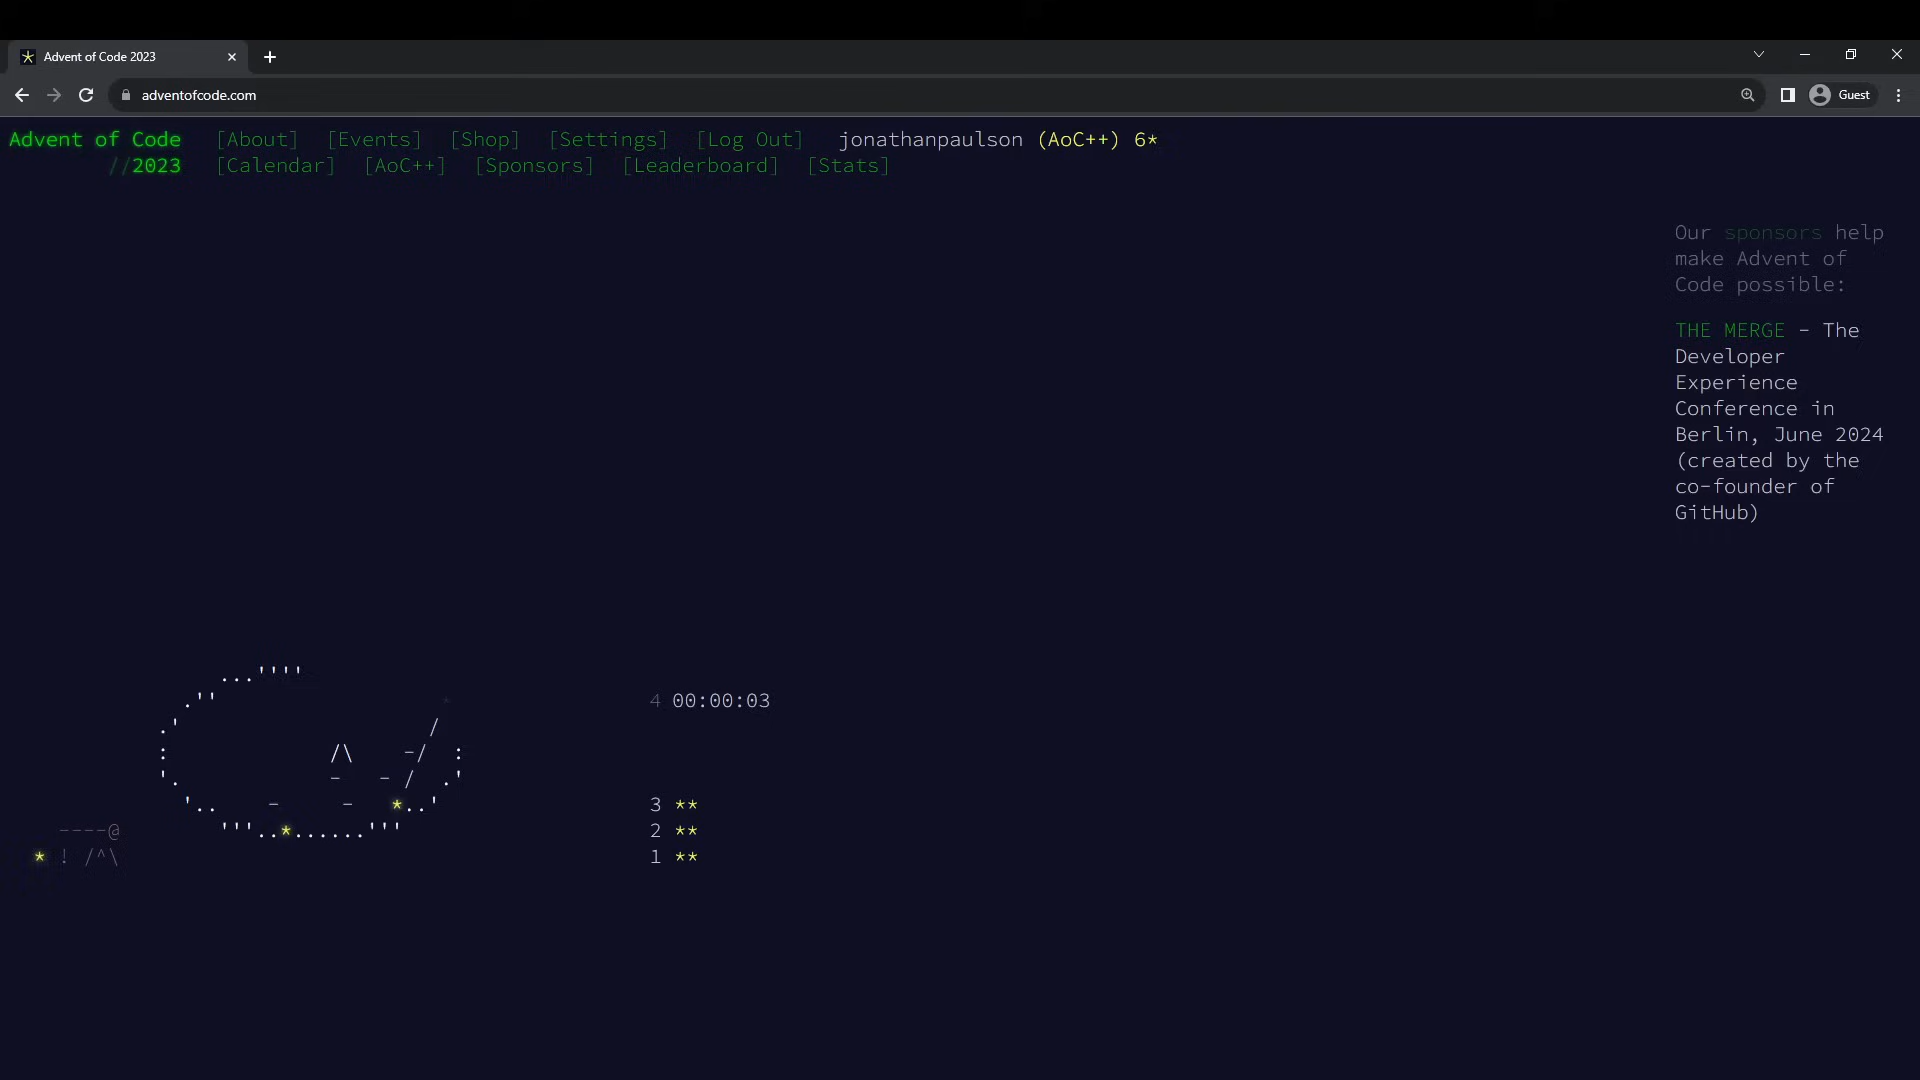 Advent of Code 2023
adventofcode.com
Guest
Advent of Code [About] [Events] [Shop] [Settings] [Log Out] jonathanpaulson (AoC++) 6*
//2023 [Calendar] [AoC++] [Sponsors] [Leaderboard] [Stats]
Our sponsors help
make Advent of
Code possible:
THE MERGE - The
Developer
Experience
Conference in
Berlin, June 2024
(created by the
co-founder of
GitHub)
...''''
.'' 4 00:00:03
.' /
: /\ -/ :
'. - - / .'
'.. - - *..' 3 **
----@ '''..*......''' 2 **
* ! /^\ 1 **